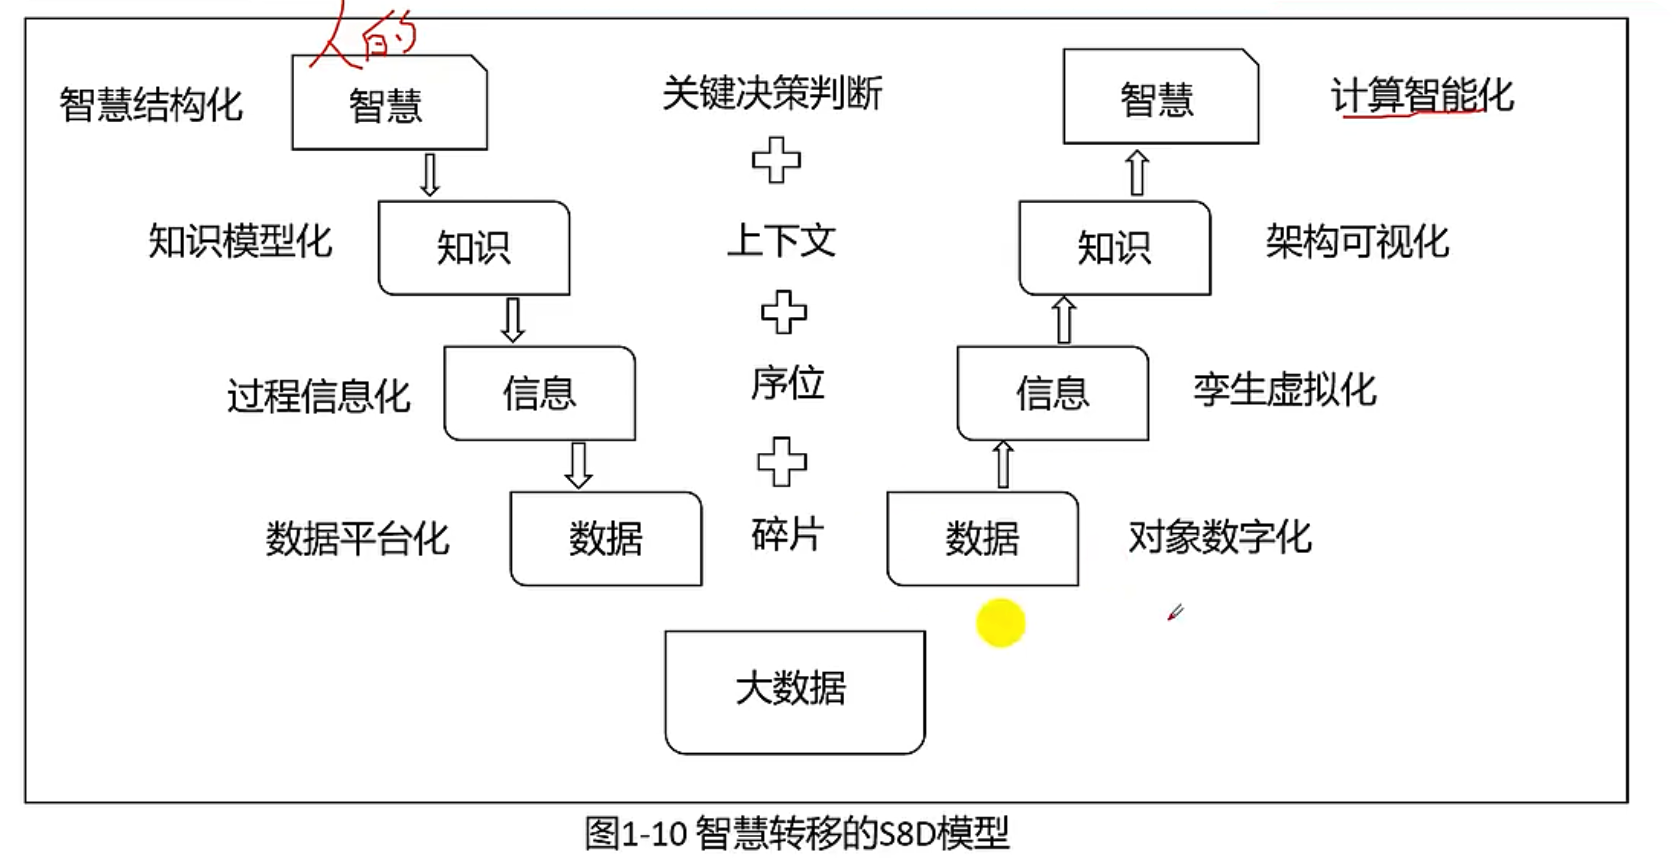 人的
智慧结构化 智慧 关键决策判断 智慧 计算智能化
知识模型化 知识 上下文 知识 架构可视化
过程信息化 信息 序位 信息 孪生虚拟化
数据平台化 数据 碎片 数据 对象数字化
大数据
图1-10 智慧转移的S8D模型